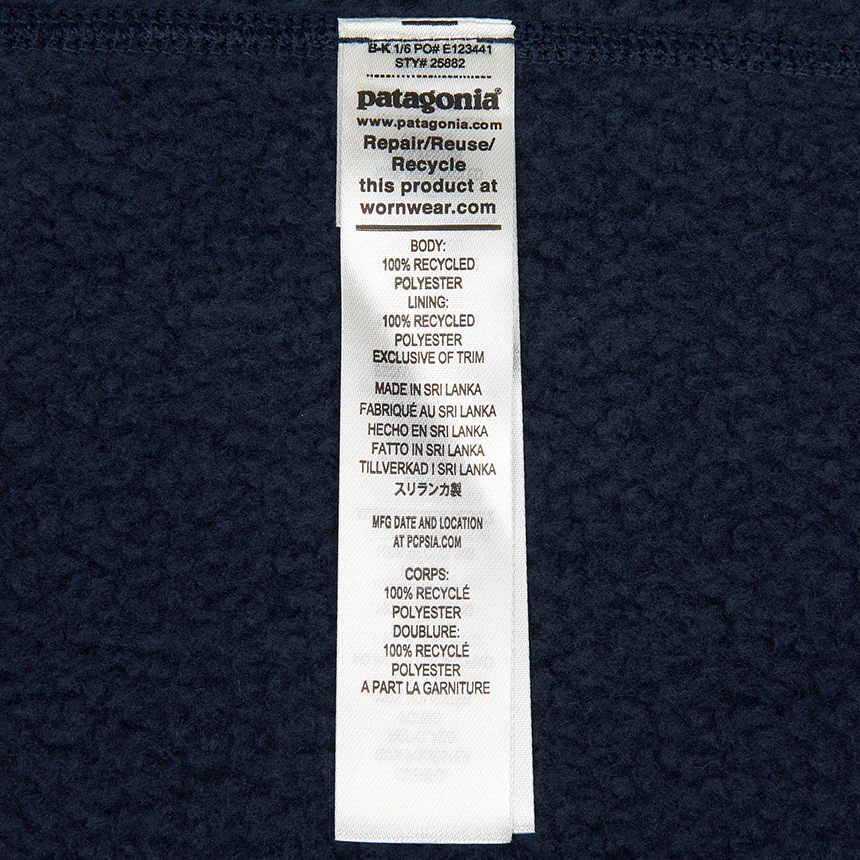 B-K 1/6 PO# E123441
STY# 25882
patagonia®
www.patagonia.com
Repair/Reuse/
Recycle
this product at
wornwear.com
BODY:
100% RECYCLED
POLYESTER
LINING:
100% RECYCLED
POLYESTER
EXCLUSIVE OF TRIM
MADE IN SRI LANKA
FABRIQUÉ AU SRI LANKA
HECHO EN SRI LANKA
FATTO IN SRI LANKA
TILLVERKAD I SRI LANKA
スリランカ製
MFG DATE AND LOCATION
AT PCPSIA.COM
CORPS:
100% RECYCLÉ
POLYESTER
DOUBLURE:
100% RECYCLÉ
POLYESTER
A PART LA GARNITURE